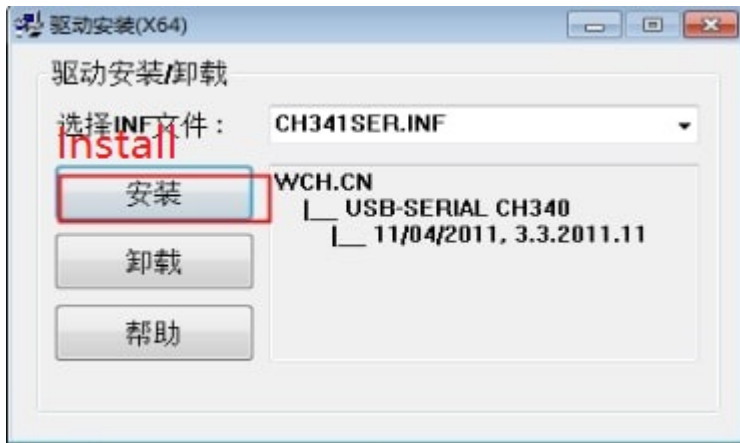 驱动安装(X64)
驱动安装/卸载
选择INF文件：
CH341SER.INF
Install
安装
WCH.CN
|__ USB-SERIAL CH340
|__ 11/04/2011, 3.3.2011.11
卸载
帮助